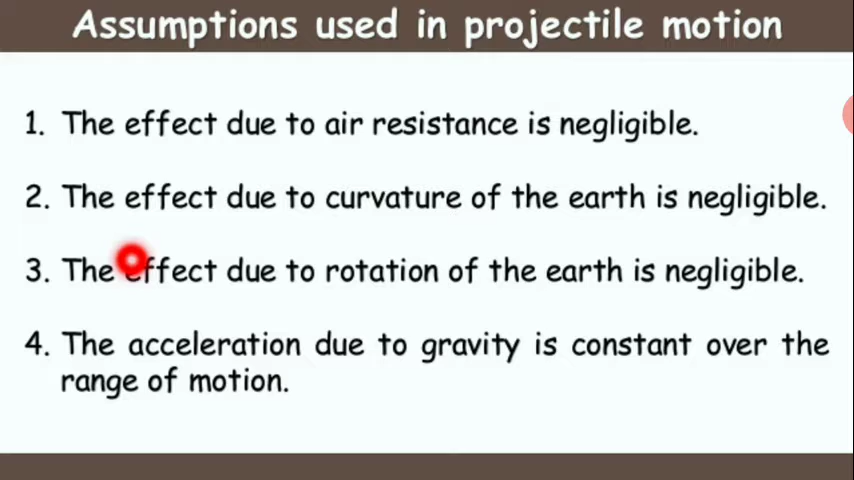 Assumptions used in projectile motion
1. The effect due to air resistance is negligible.
2. The effect due to curvature of the earth is negligible.
3. The effect due to rotation of the earth is negligible.
4. The acceleration due to gravity is constant over the
range of motion.